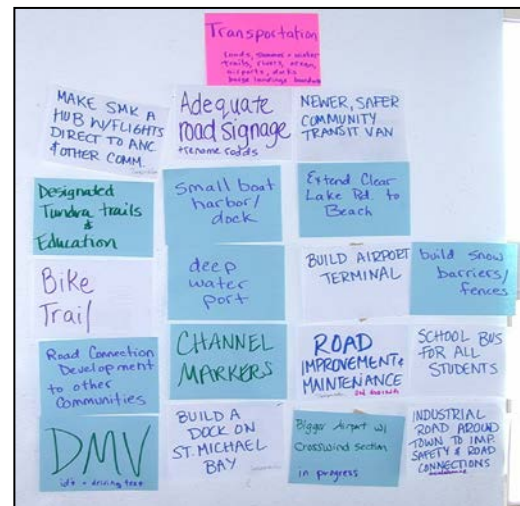 Transportation
trails, rivers, ocean,
airports, docks
barge landings
MAKE SMK A
HUB W/FLIGHTS
DIRECT TO ANC
& OTHER COMM.
Adequate
road signage
+ rename roads
NEWER, SAFER
COMMUNITY
TRANSIT VAN
Designated
Tundra trails
&
Education
Small boat
harbor/
dock
Extend Clear
Lake Rd. to
Beach
Bike
Trail
deep
water
port
BUILD AIRPORT
TERMINAL
build snow
barriers/
fences
Road Connection
Development
to other
Communities
CHANNEL
MARKERS
ROAD
IMPROVEMENT &
MAINTENANCE
ON GOING
SCHOOL BUS
FOR ALL
STUDENTS
DMV
id's + driving test
BUILD A
DOCK ON
ST. MICHAEL
BAY
Bigger Airport w/
Crosswind section
in progress
INDUSTRIAL
ROAD AROUND
TOWN TO IMP.
SAFETY & ROAD
CONNECTIONS